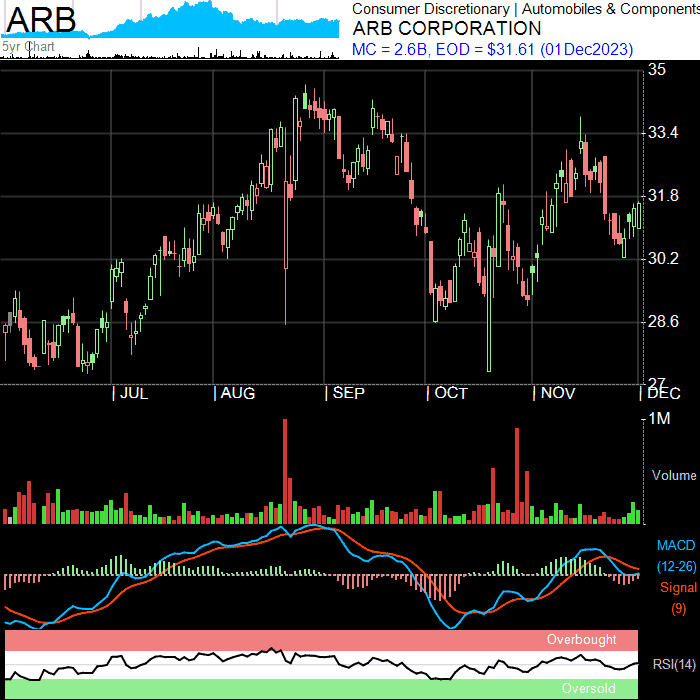 ARB
5yr Chart
Consumer Discretionary | Automobiles & Components
ARB CORPORATION
MC = 2.6B, EOD = $31.61 (01Dec2023)
35
33.4
31.8
30.2
28.6
27
| JUL | AUG | SEP | OCT | NOV | DEC
1M
Volume
MACD
(12-26)
Signal
(9)
Overbought
RSI(14)
Oversold